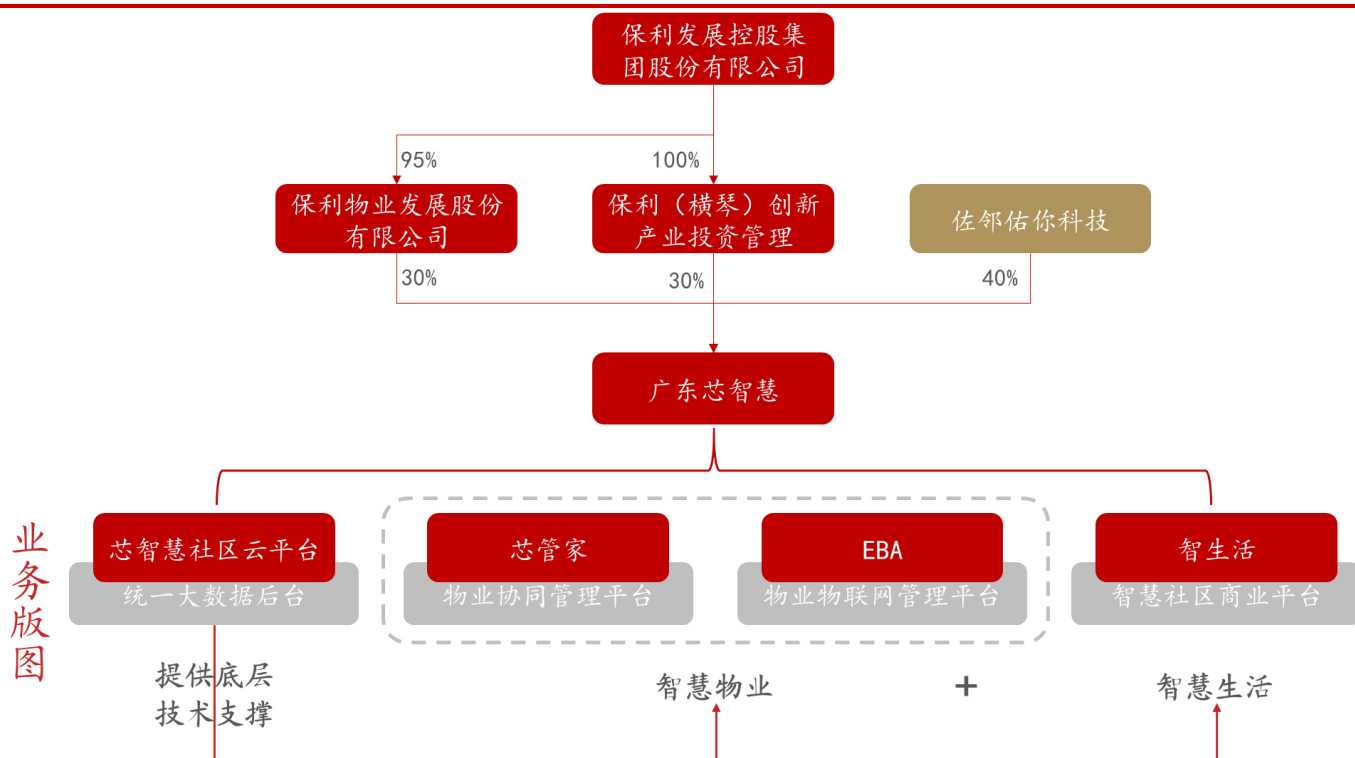 保利发展控股集
团股份有限公司
95%
100%
保利物业发展股份
有限公司
保利（横琴）创新
产业投资管理
佐邻佑你科技
30%
30%
40%
广东芯智慧
业务版图
芯智慧社区云平台
统一大数据后台
芯管家
物业协同管理平台
EBA
物业物联网管理平台
智生活
智慧社区商业平台
提供底层
技术支撑
智慧物业
+
智慧生活